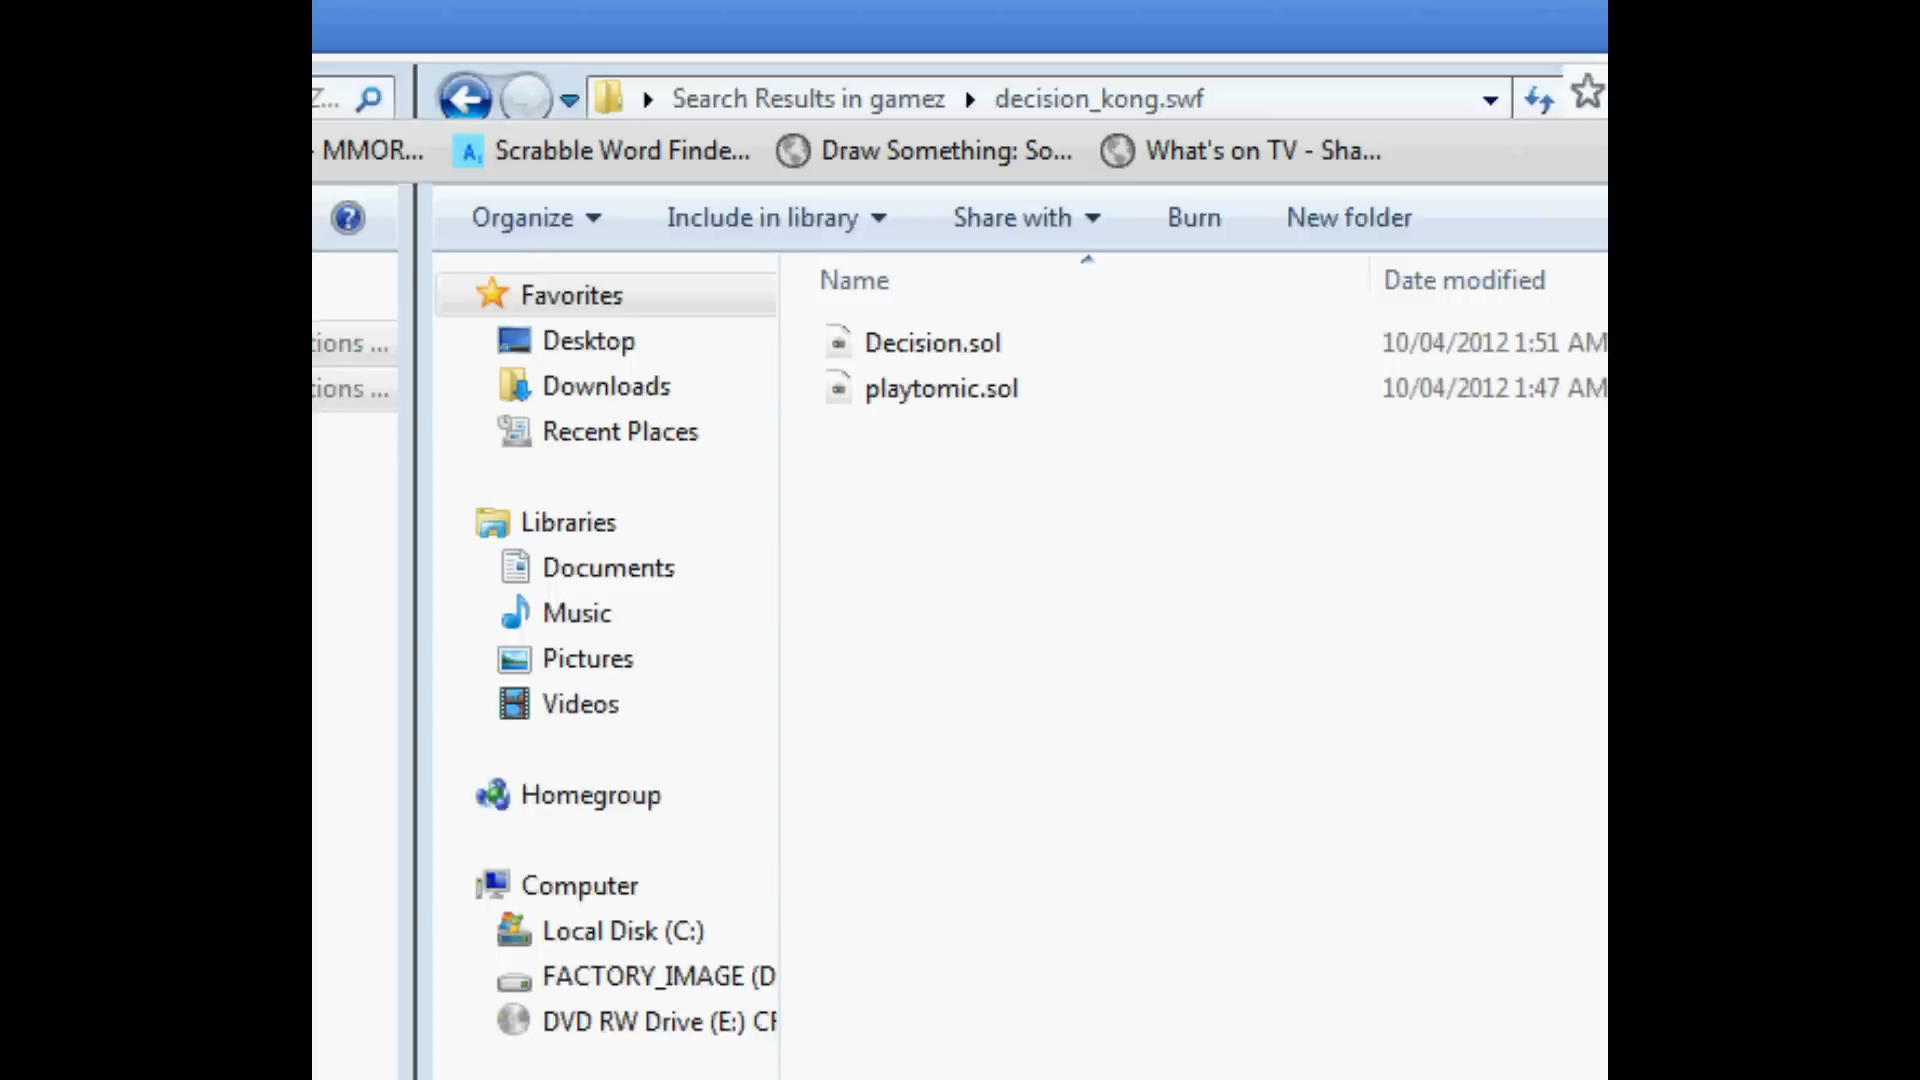 Z... Search Results in gamez decision_kong.swf
MMOR... Scrabble Word Finde... Draw Something: So... What's on TV - Sha...
Organize Include in library Share with Burn New folder
Name Date modified
Favorites
Desktop
Downloads
Recent Places
Libraries
Documents
Music
Pictures
Videos
Homegroup
Computer
Local Disk (C:)
FACTORY_IMAGE (D
DVD RW Drive (E:) CF
Decision.sol 10/04/2012 1:51 AM
playtomic.sol 10/04/2012 1:47 AM
tions ...
tions ...